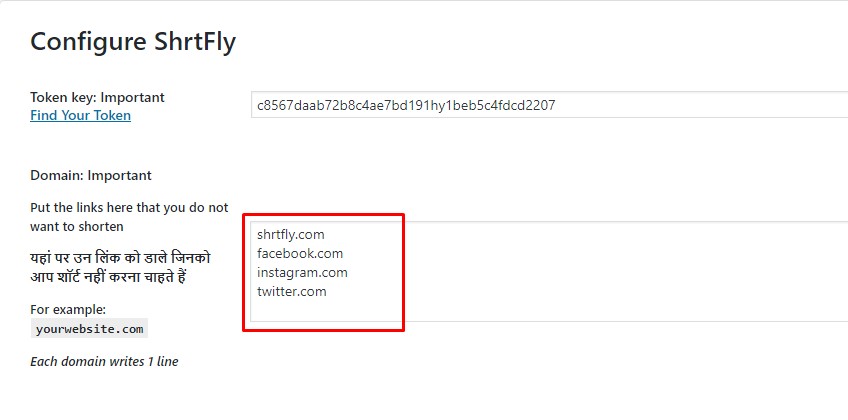 Configure ShrtFly
Token key: Important
Find Your Token
c8567daab72b8c4ae7bd191hy1beb5c4fdcd2207
Domain: Important
Put the links here that you do not
want to shorten
यहां पर उन लिंक को डाले जिनको
आप शॉर्ट नहीं करना चाहते हैं
For example:
yourwebsite.com
Each domain writes 1 line
shrtfly.com
facebook.com
instagram.com
twitter.com